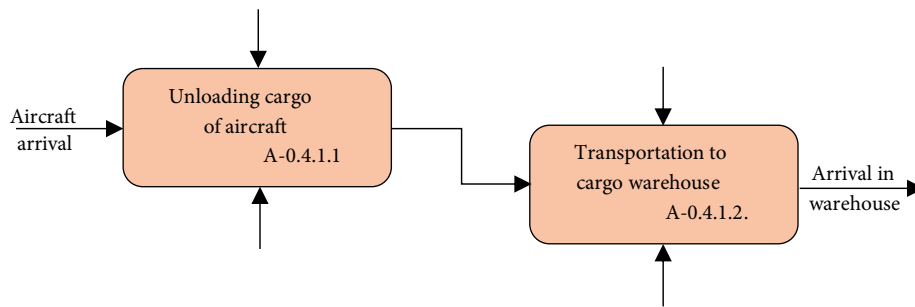 Aircraft
arrival
Unloading cargo
of aircraft
A-0.4.1.1
Transportation to
cargo warehouse
A-0.4.1.2.
Arrival in
warehouse